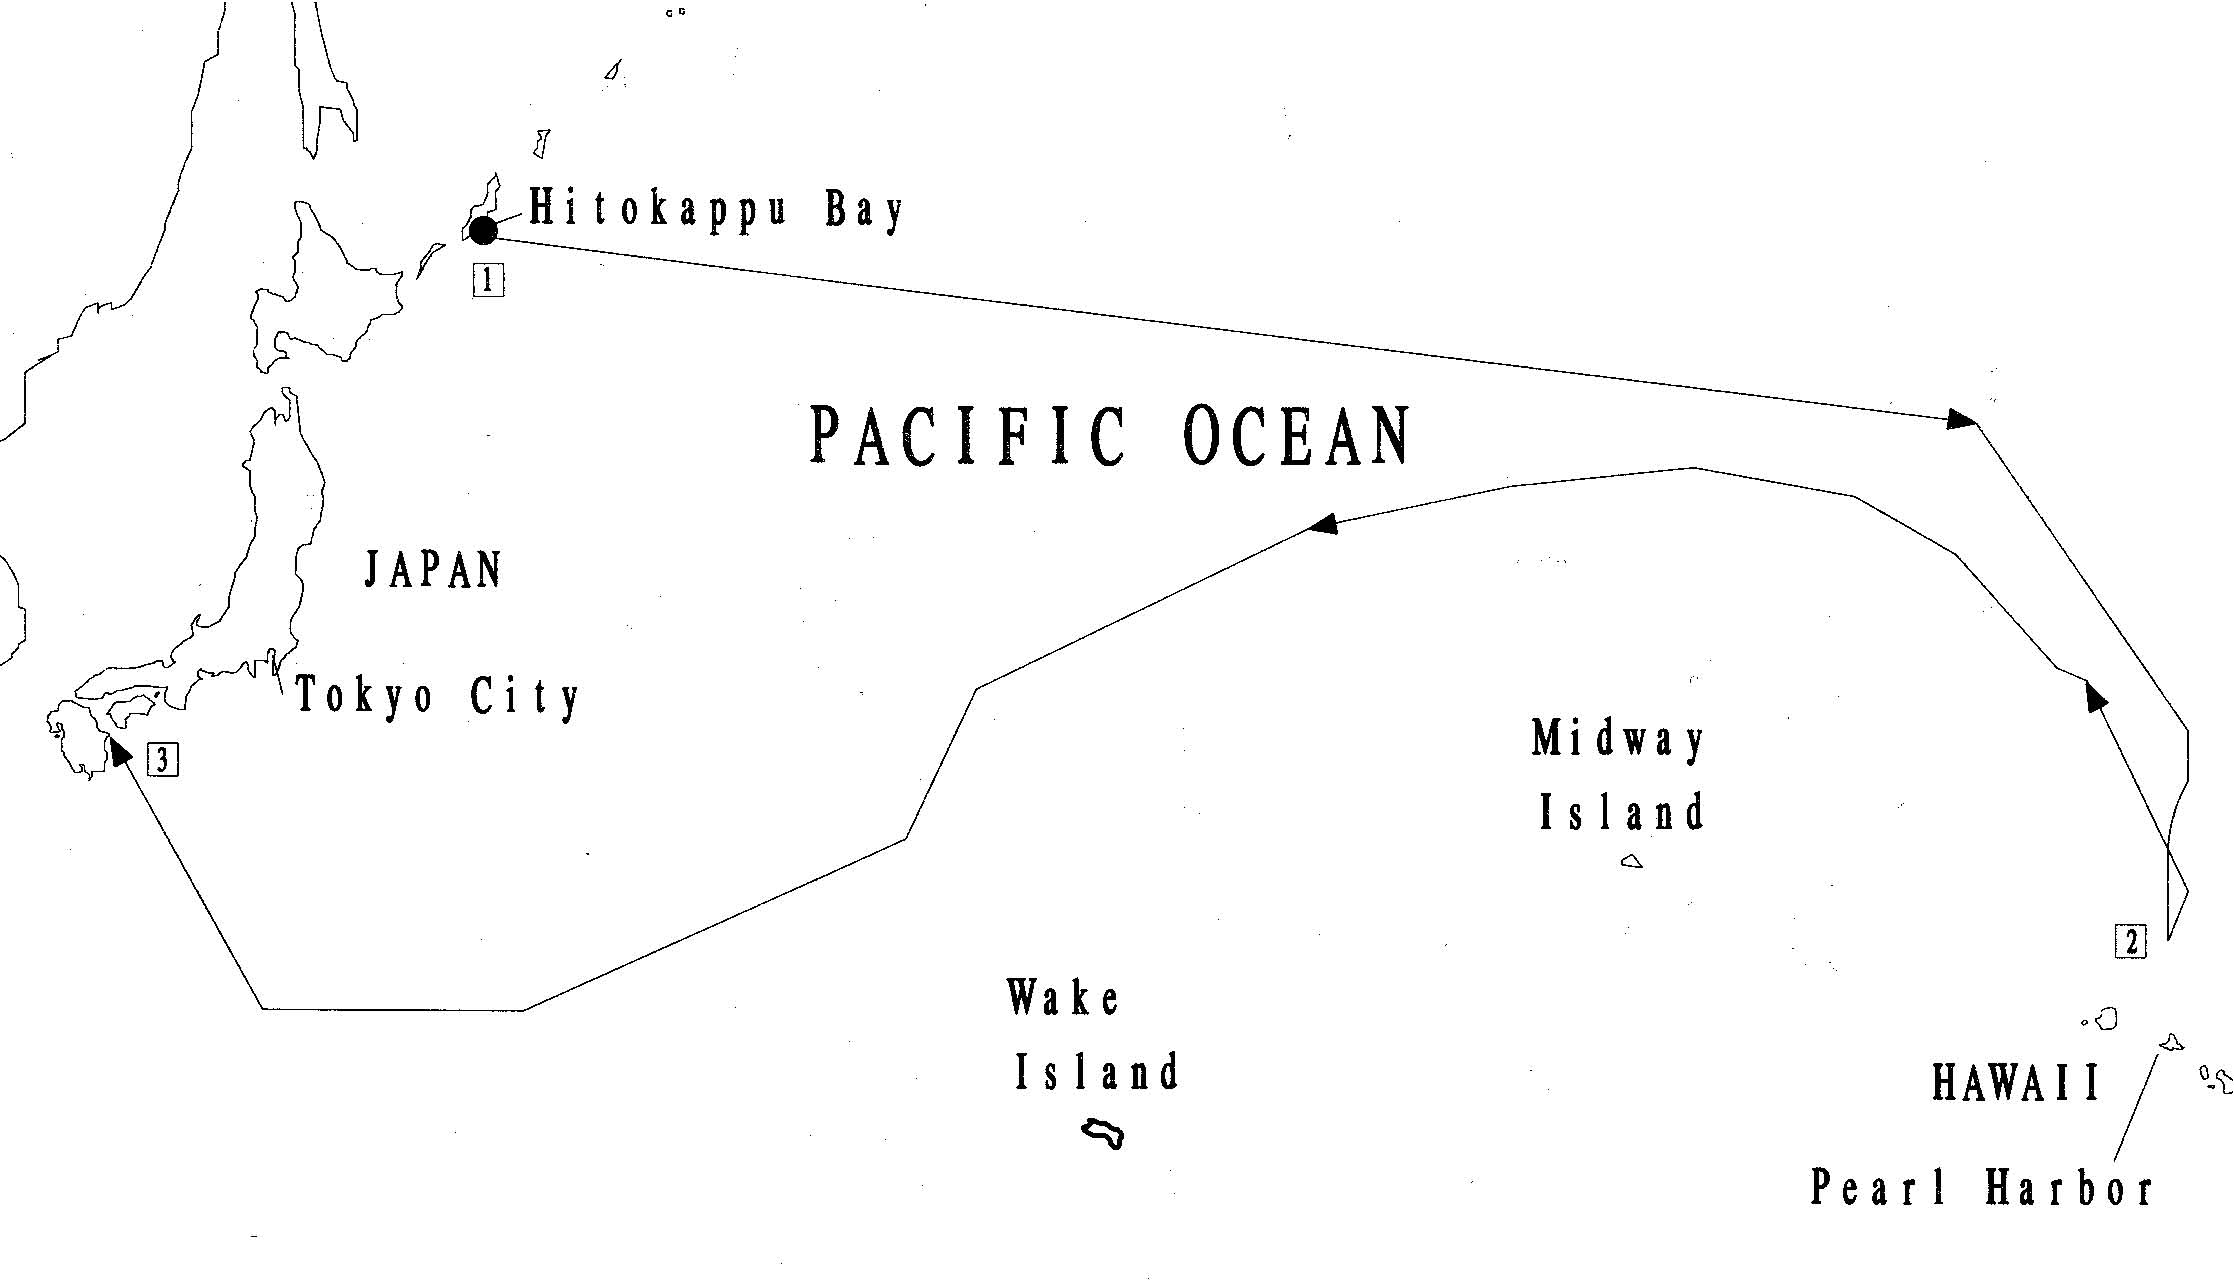 Hitokappu Bay
1
PACIFIC OCEAN
JAPAN
Tokyo City
3
Midway
Island
2
Wake
Island
HAWAII
Pearl Harbor